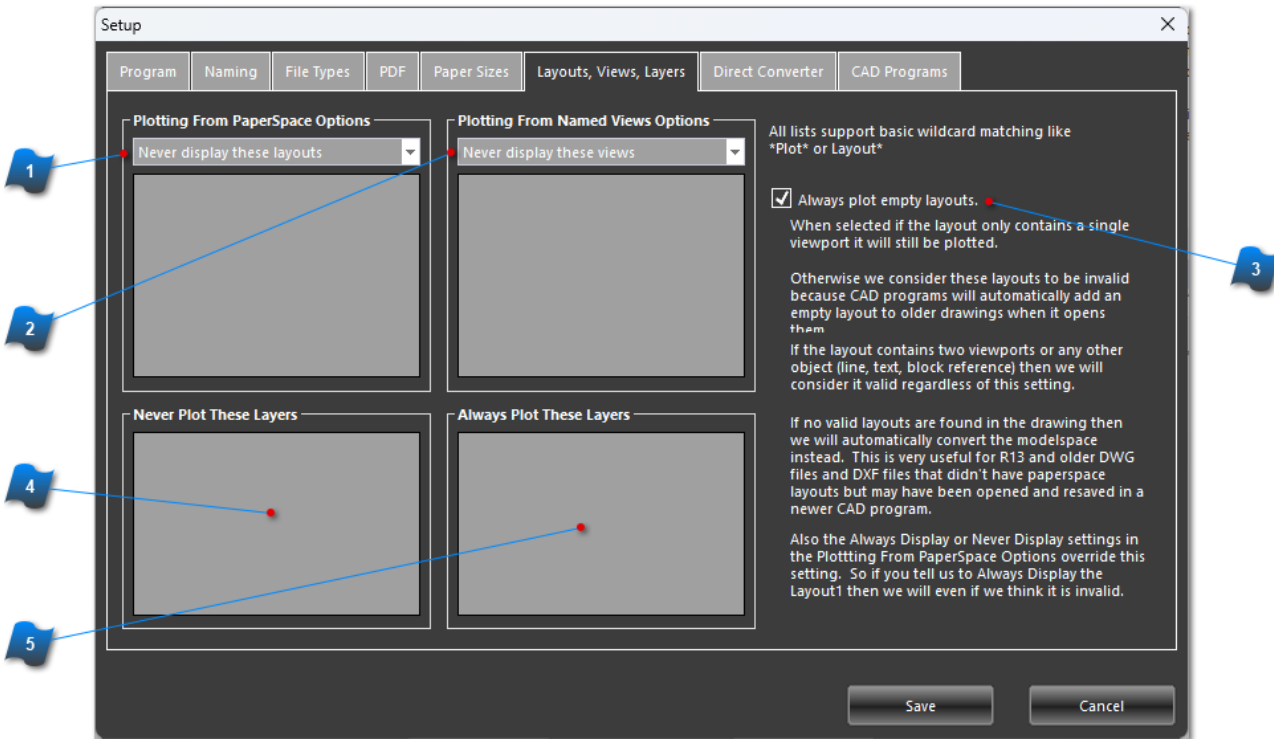 Setup
Program
Naming
File Types
PDF
Paper Sizes
Layouts, Views, Layers
Direct Converter
CAD Programs
Plotting From PaperSpace Options
Never display these layouts
Plotting From Named Views Options
Never display these views
All lists support basic wildcard matching like
*Plot* or Layout*
Always plot empty layouts.
When selected if the layout only contains a single
viewport it will still be plotted.
Otherwise we consider these layouts to be invalid
because CAD programs will automatically add an
empty layout to older drawings when it opens
them
If the layout contains two viewports or any other
object (line, text, block reference) then we will
consider it valid regardless of this setting.
If no valid layouts are found in the drawing then
we will automatically convert the modelspace
instead.  This is very useful for R13 and older DWG
files and DXF files that didn't have paperspace
layouts but may have been opened and resaved in a
newer CAD program.
Also the Always Display or Never Display settings in
the Plottting From PaperSpace Options override this
setting.  So if you tell us to Always Display the
Layout1 then we will even if we think it is invalid.
Never Plot These Layers
Always Plot These Layers
Save
Cancel
1
2
3
4
5